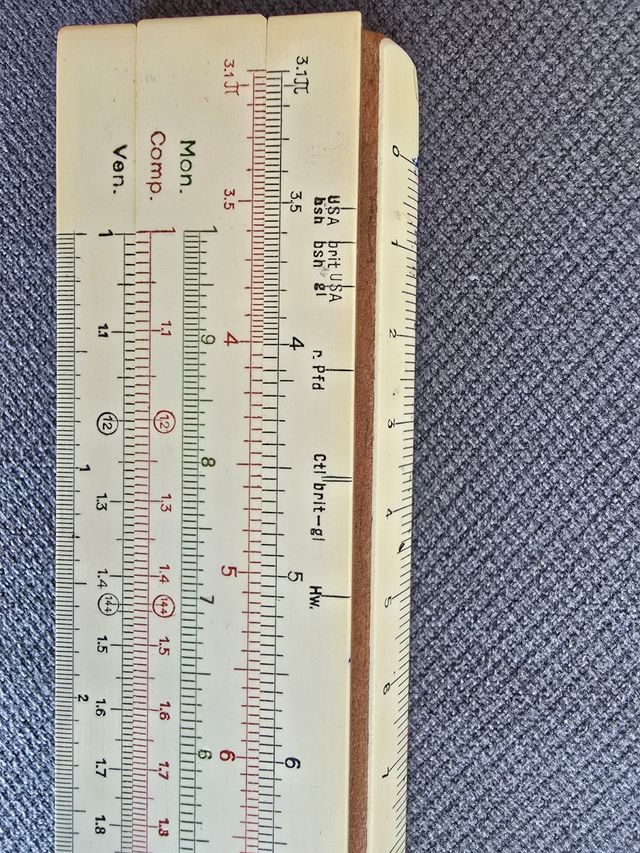 USA bsh
brit bsh
USA gl
r. Pfd
Ctl brit-gl
Hw.
3.1 π 3.5 4 5 6
3.1 π 3.5 4 5 6
Mon. 1 9 8 7 6
Comp. 1 1.1 12 1.3 1.4 144 1.5 1.6 1.7 1.8
Ven. 1 1.1 12 1.3 1.4 144 1.5 1.6 1.7 1.8
1 2
0 1 2 3 4 5 6 7